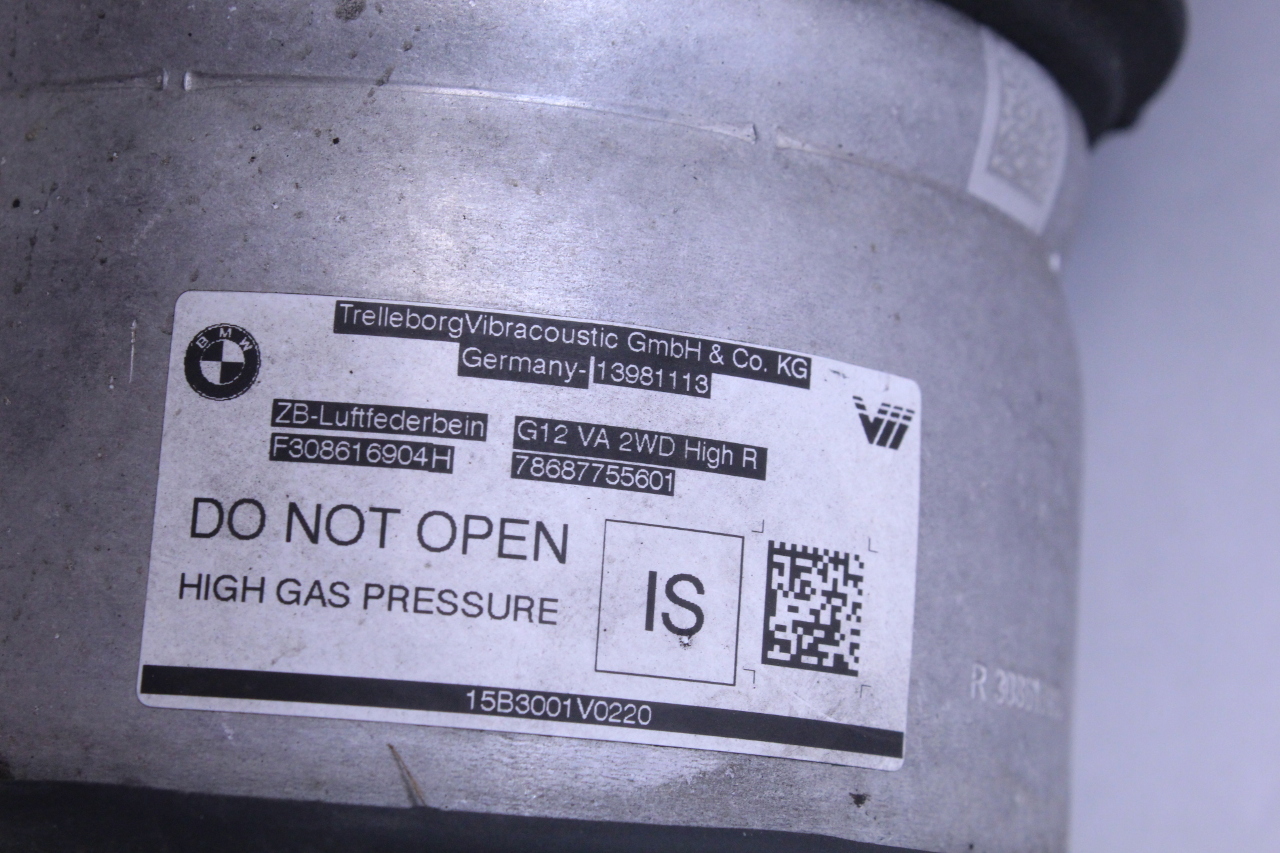 BMW
TrelleborgVibracoustic GmbH & Co. KG
Germany-13981113
ZB-Luftfederbein
F308616904H
G12 VA 2WD High R
78687755601
DO NOT OPEN
HIGH GAS PRESSURE
IS
15B3001V0220
R